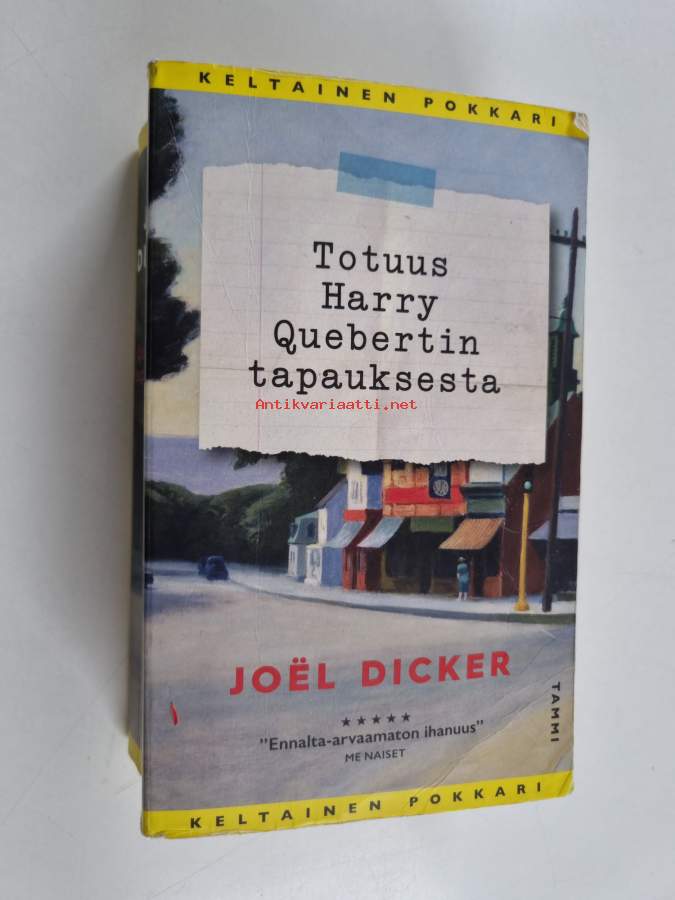 KELTAINEN POKKARI
Totuus
Harry
Quebertin
tapauksesta
Antikvariaatti.net
JOËL DICKER
TAMMI
★★★★★
"Ennalta-arvaamaton ihanuus"
ME NAISET
KELTAINEN POKKARI